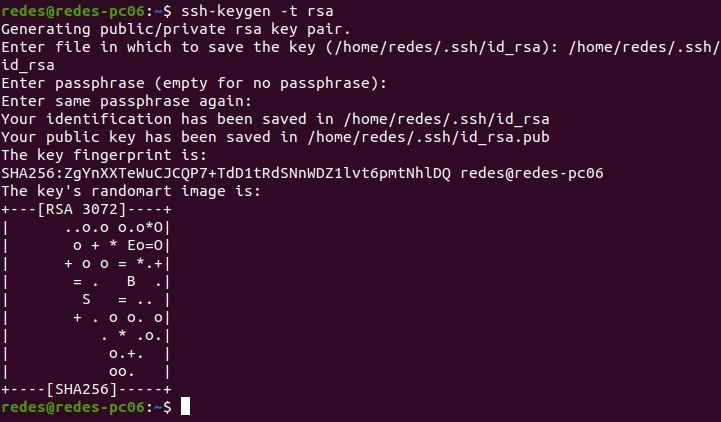 redes@redes-pc06:~$ ssh-keygen -t rsa
Generating public/private rsa key pair.
Enter file in which to save the key (/home/redes/.ssh/id_rsa): /home/redes/.ssh/
id_rsa
Enter passphrase (empty for no passphrase):
Enter same passphrase again:
Your identification has been saved in /home/redes/.ssh/id_rsa
Your public key has been saved in /home/redes/.ssh/id_rsa.pub
The key fingerprint is:
SHA256:ZgYnXXTeWuCJCQP7+TdD1tRdSNnWDZ1lvt6pmtNhlDQ redes@redes-pc06
The key's randomart image is:
+---[RSA 3072]----+
|      ..o.o o.o*O|
|       o + * Eo=O|
|      + o o = *.+|
|       = .   B  .|
|        S   = .. |
|       + . o o. o|
|          . * .o.|
|           o.+.  |
|           oo.   |
+----[SHA256]-----+
redes@redes-pc06:~$